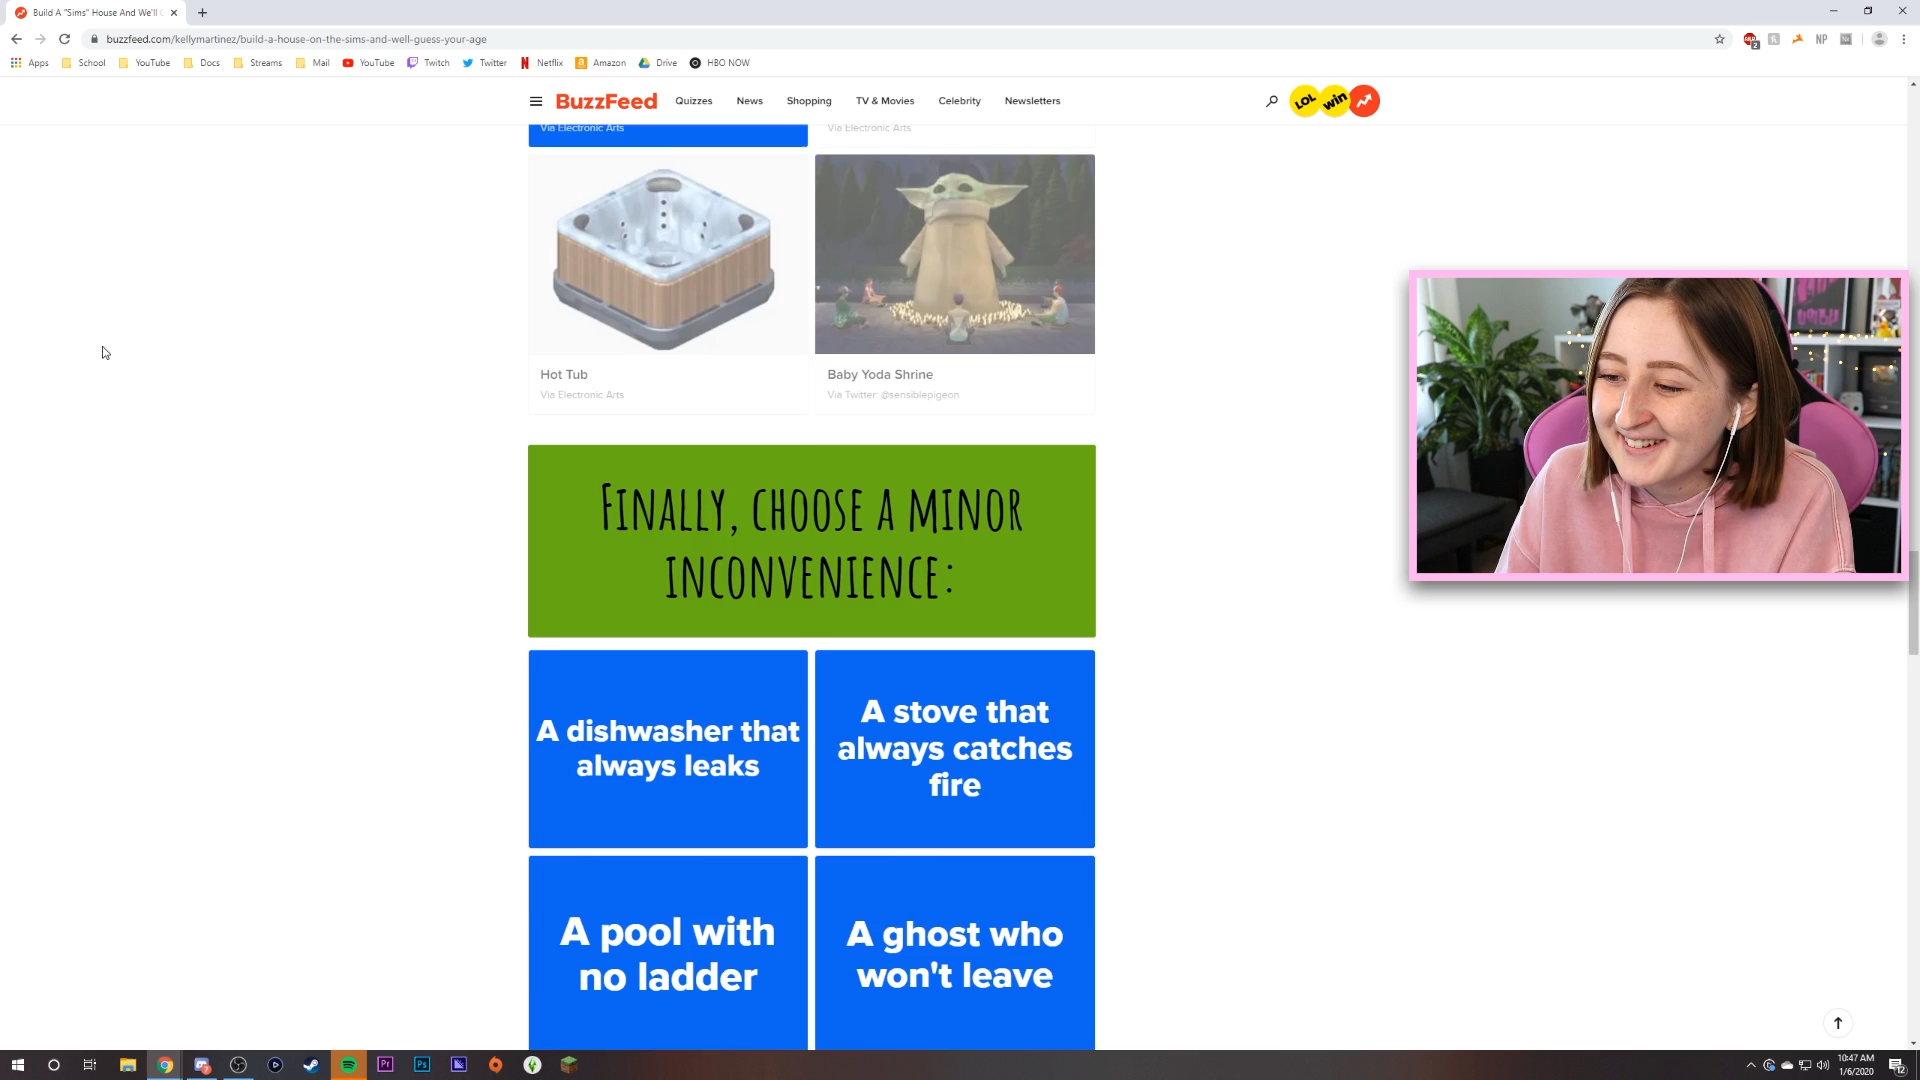 Build A "Sims" House And We'll G
buzzfeed.com/kellymartinez/build-a-house-on-the-sims-and-well-guess-your-age
Apps School YouTube Docs Streams Mail YouTube Twitch Twitter Netflix Amazon Drive HBO NOW
BuzzFeed Quizzes News Shopping TV & Movies Celebrity Newsletters LOL win
Via Electronic Arts
Via Electronic Arts
Hot Tub
Via Electronic Arts
Baby Yoda Shrine
Via Twitter: @sensiblepigeon
Finally, choose a minor
inconvenience:
A dishwasher that
always leaks
A stove that
always catches
fire
A pool with
no ladder
A ghost who
won't leave
10:47 AM
1/6/2020